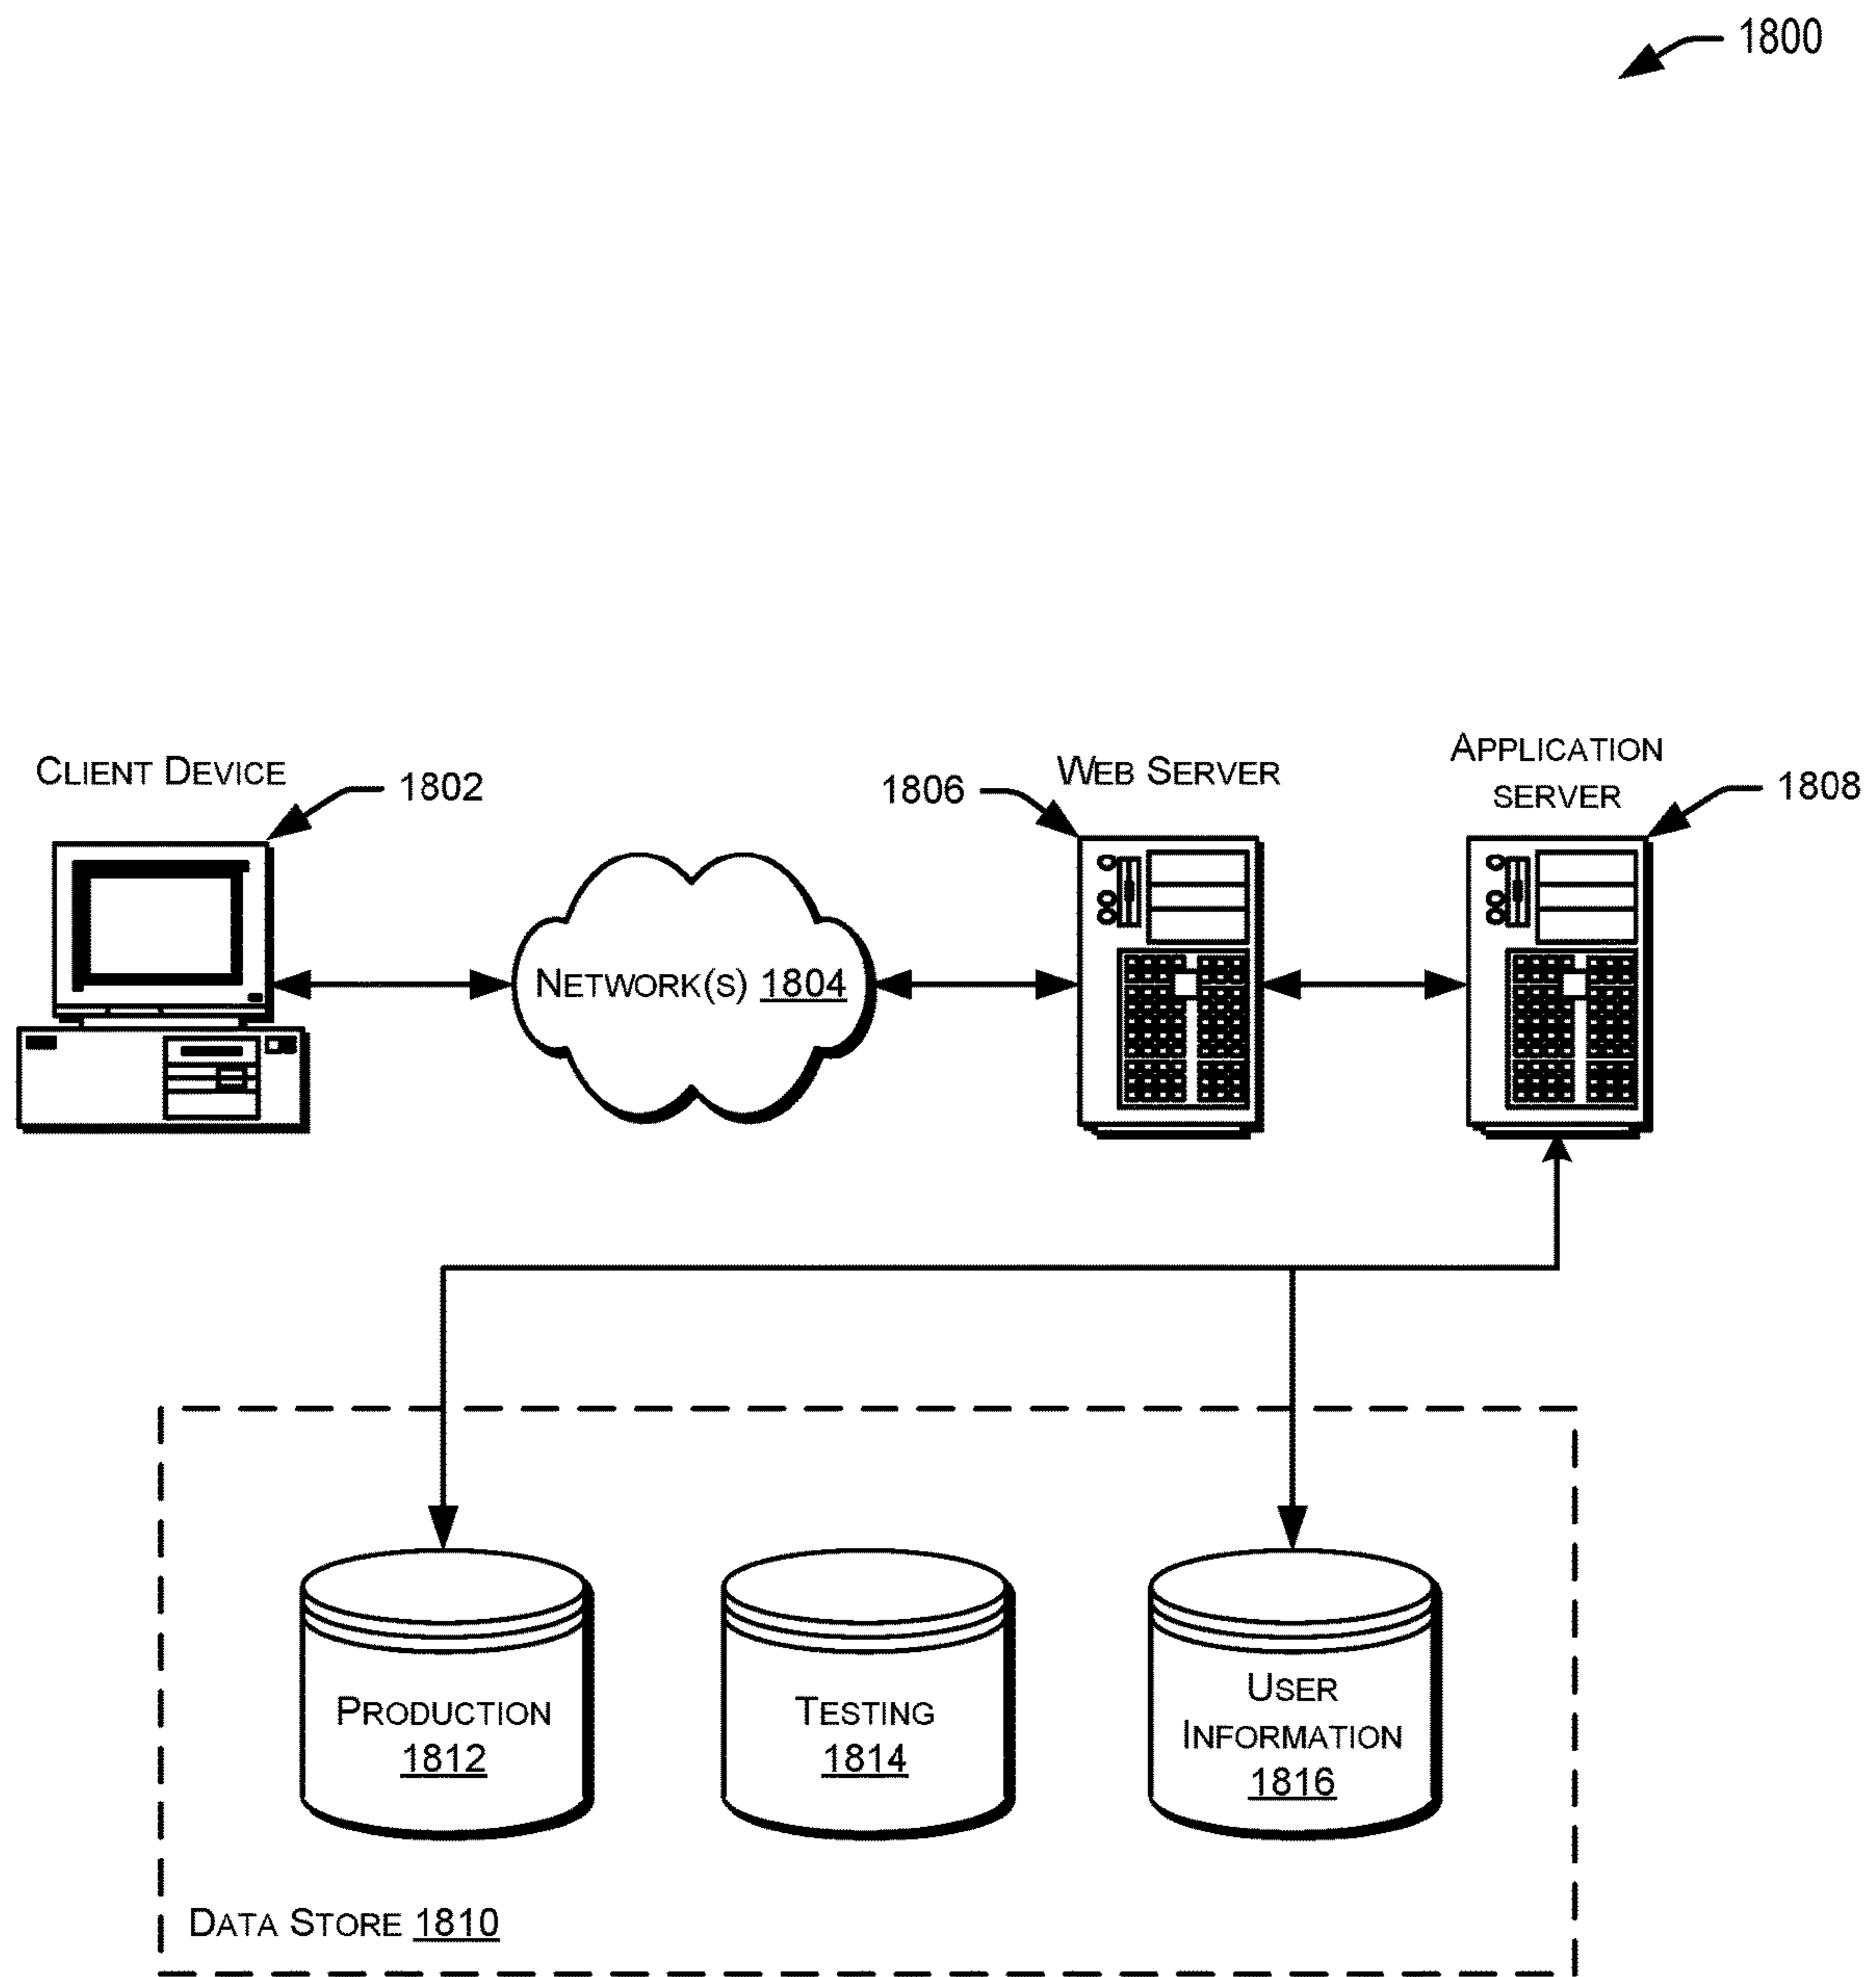 1800
CLIENT DEVICE
1802
1806
WEB SERVER
APPLICATION
SERVER
1808
NETWORK(S) 1804
PRODUCTION
1812
TESTING
1814
USER
INFORMATION
1816
DATA STORE 1810